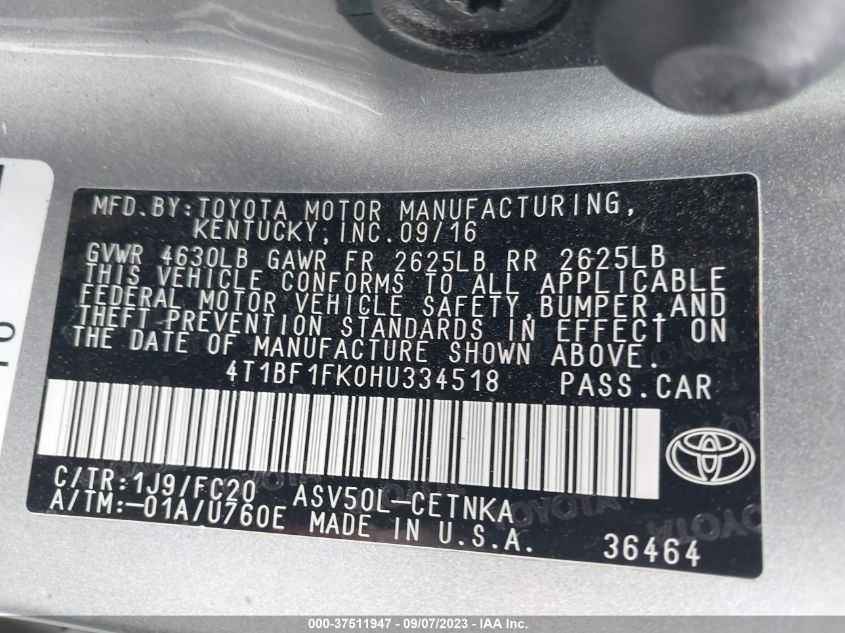 MFD.BY:TOYOTA MOTOR MANUFACTURING,
KENTUCKY,INC.09/16
GVWR 4630LB GAWR FR 2625LB RR 2625LB
THIS VEHICLE CONFORMS TO ALL APPLICABLE
FEDERAL MOTOR VEHICLE SAFETY,BUMPER,AND
THEFT PREVENTION STANDARDS IN EFFECT ON
THE DATE OF MANUFACTURE SHOWN ABOVE.
4T1BF1FK0HU334518 PASS.CAR
C/TR:1J9/FC20 ASV50L-CETNKA
A/TM:-01A/U760E MADE IN U.S.A. 36464
000-37511947 - 09/07/2023 - IAA Inc.